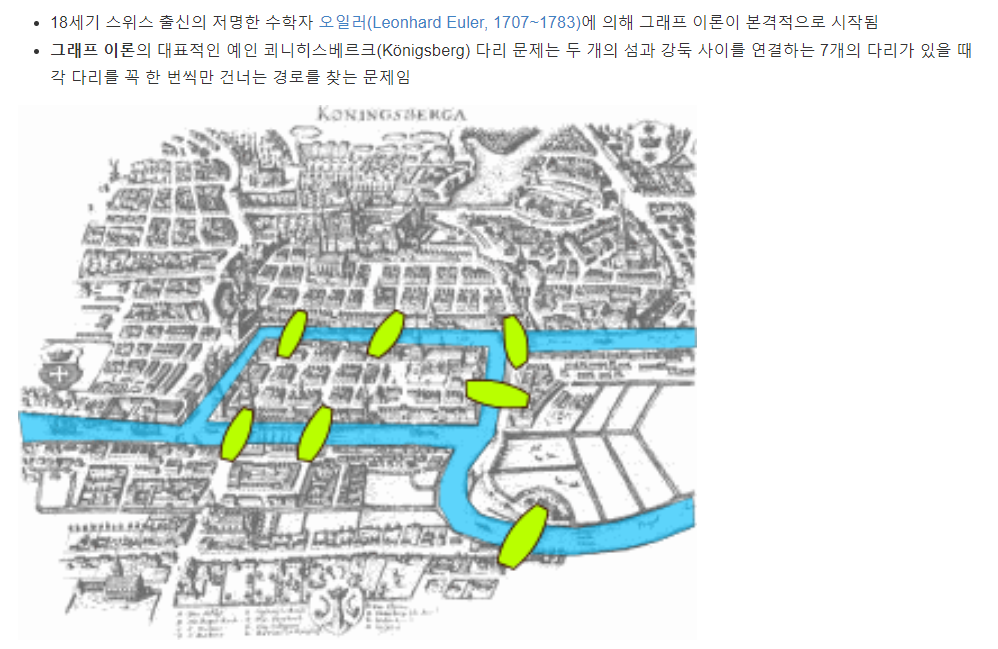 18세기 스위스 출신의 저명한 수학자 오일러(Leonhard Euler, 1707~1783)에 의해 그래프 이론이 본격적으로 시작됨
그래프 이론의 대표적인 예인 쾨니히스베르크(Königsberg) 다리 문제는 두 개의 섬과 강둑 사이를 연결하는 7개의 다리가 있을 때
각 다리를 꼭 한 번씩만 건너는 경로를 찾는 문제임
KONINGSBERGA